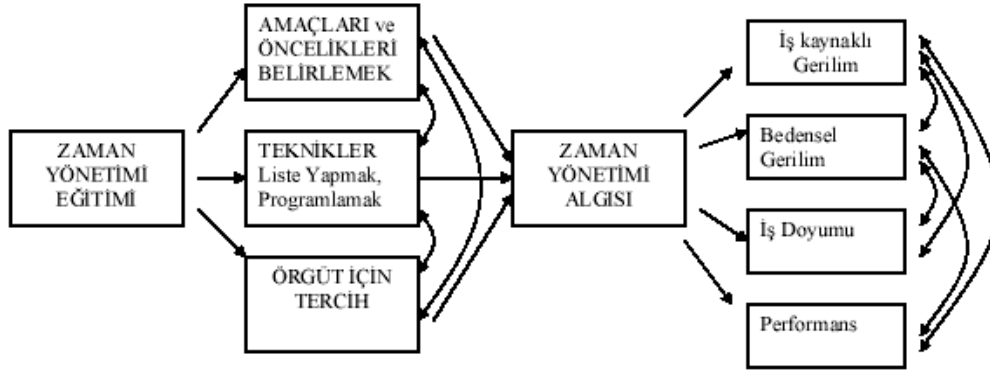 ZAMAN
YÖNETİMİ
EĞİTİMİ
AMAÇLARI ve
ÖNCELİKLERİ
BELİRLEMEK
TEKNİKLER
Liste Yapmak,
Programlamak
ÖRGÜT İÇİN
TERCİH
ZAMAN
YÖNETİMİ
ALGISI
İş kaynaklı
Gerilim
Bedensel
Gerilim
İş Doyumu
Performans